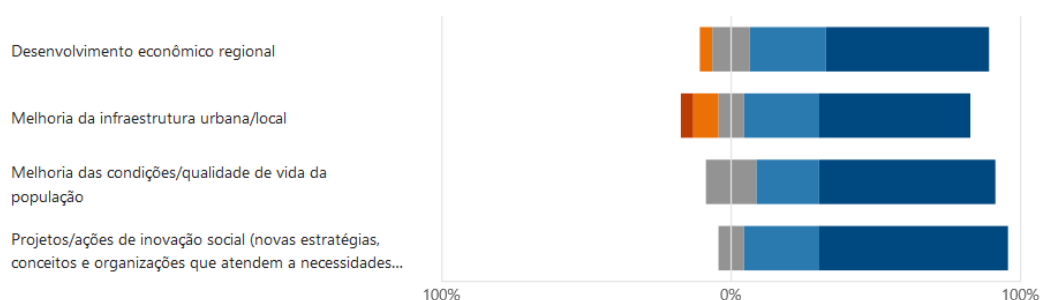 Desenvolvimento econômico regional
Melhoria da infraestrutura urbana/local
Melhoria das condições/qualidade de vida da
população
Projetos/ações de inovação social (novas estratégias,
conceitos e organizações que atendem a necessidades...
100%
0%
100%